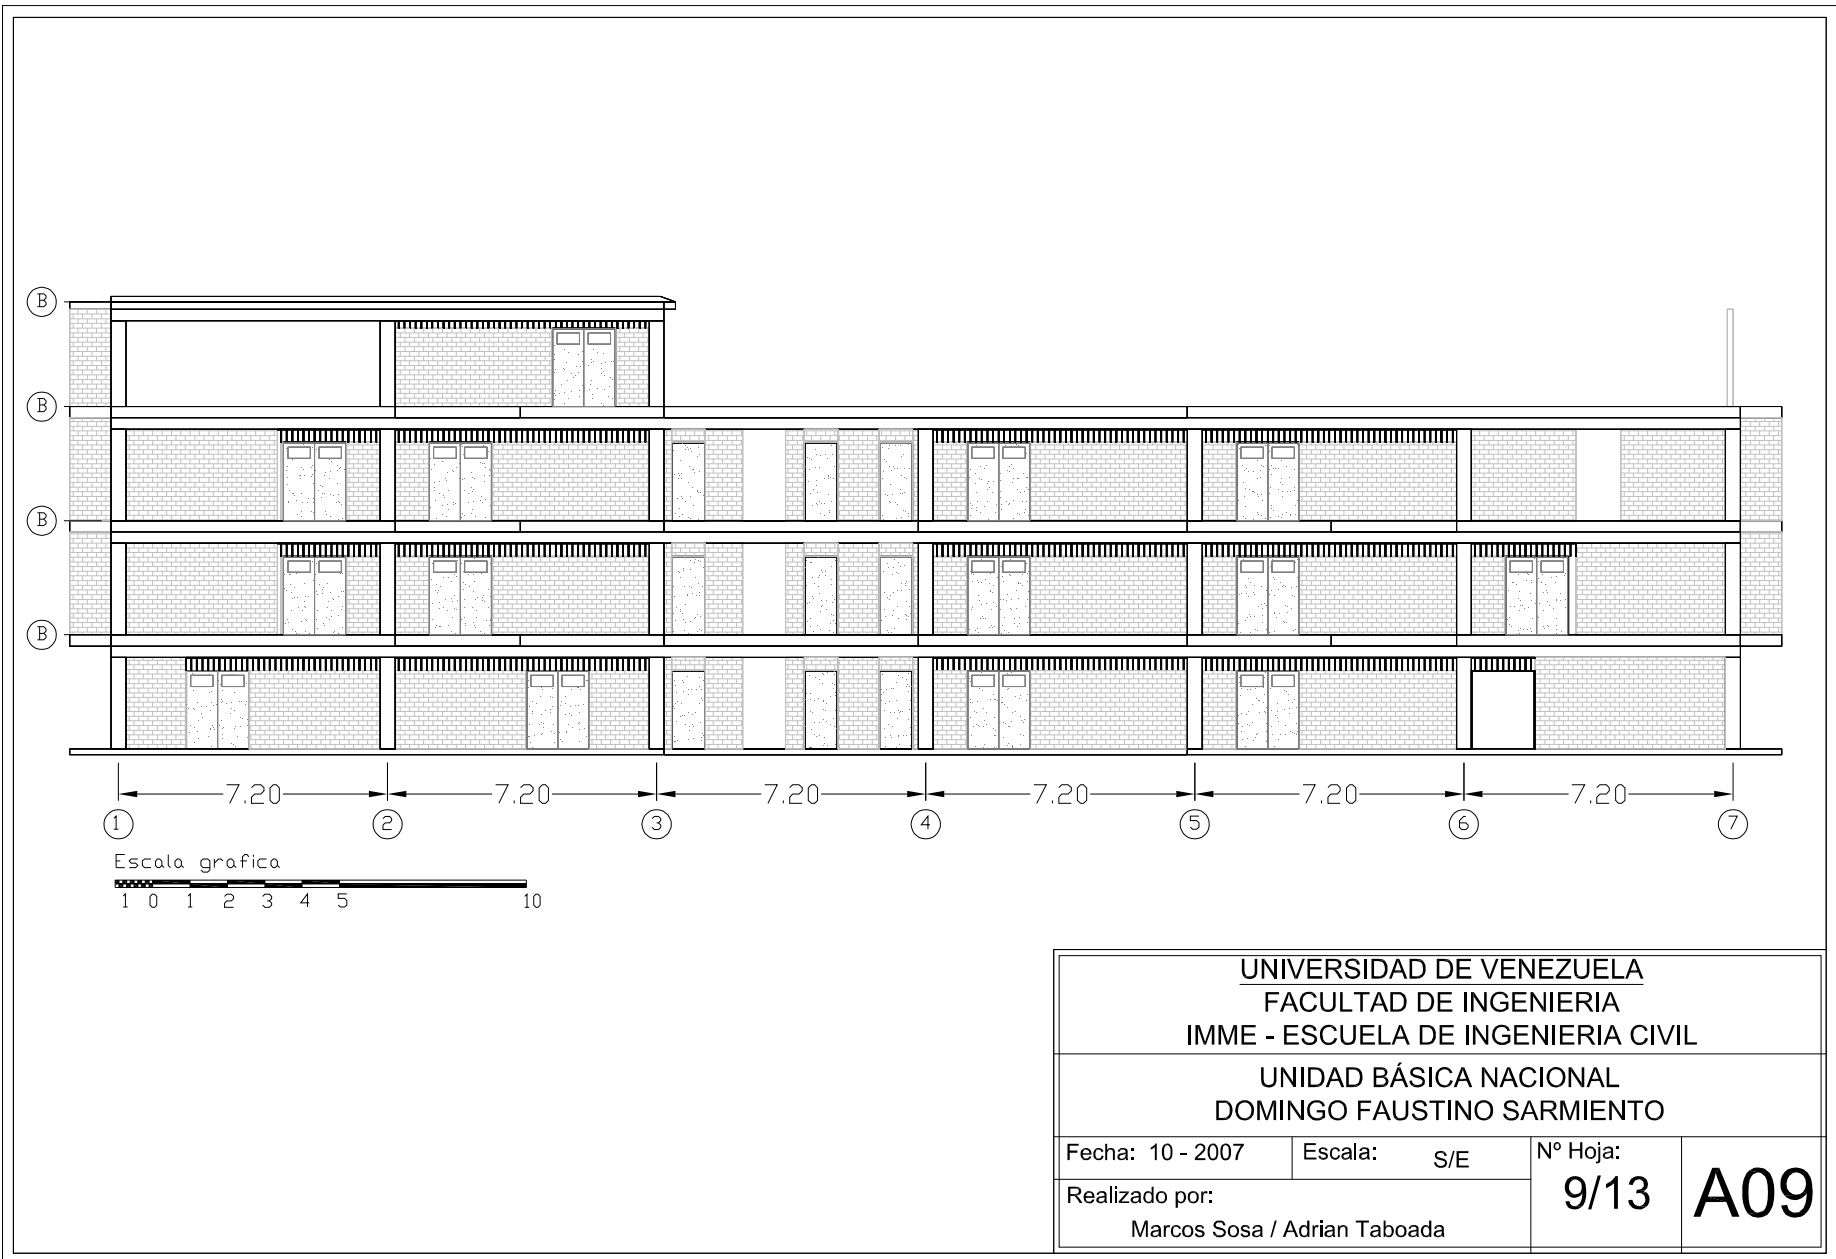 B
B
B
B
7.20 7.20 7.20 7.20 7.20 7.20
1 2 3 4 5 6 7
Escala grafica
1 0 1 2 3 4 5 10
UNIVERSIDAD DE VENEZUELA
FACULTAD DE INGENIERIA
IMME - ESCUELA DE INGENIERIA CIVIL
UNIDAD BÁSICA NACIONAL
DOMINGO FAUSTINO SARMIENTO
Fecha: 10 - 2007 Escala: S/E Nº Hoja:
9/13 A09
Realizado por:
Marcos Sosa / Adrian Taboada